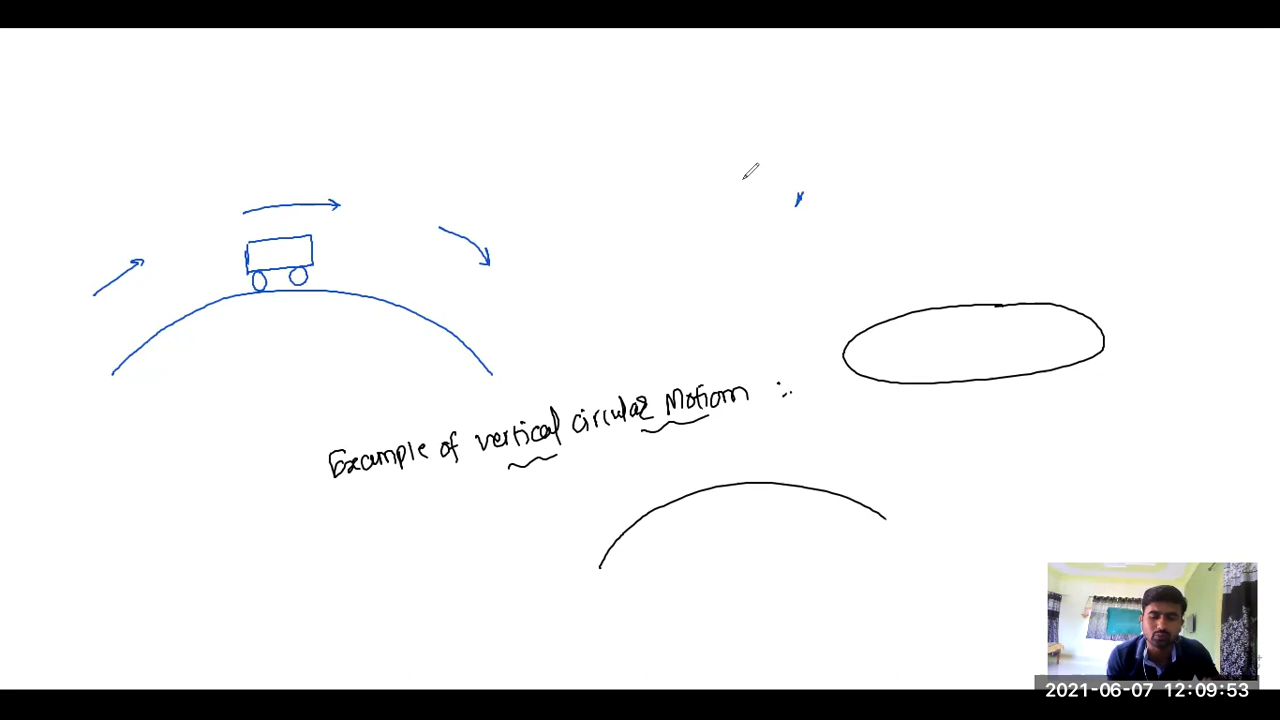 Example of vertical circular Motion :-
2021-06-07 12:09:53